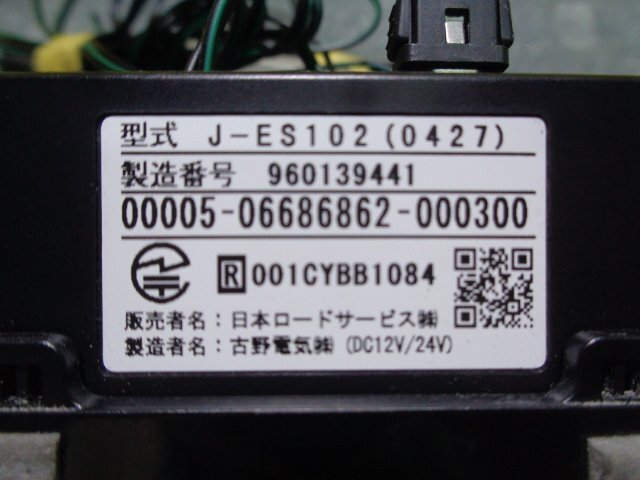 型式 J-ES102(0427)
製造番号 960139441
00005-06686862-000300
R 001CYBB1084
販売者名：日本ロードサービス㈱
製造者名：古野電気㈱ (DC12V/24V)